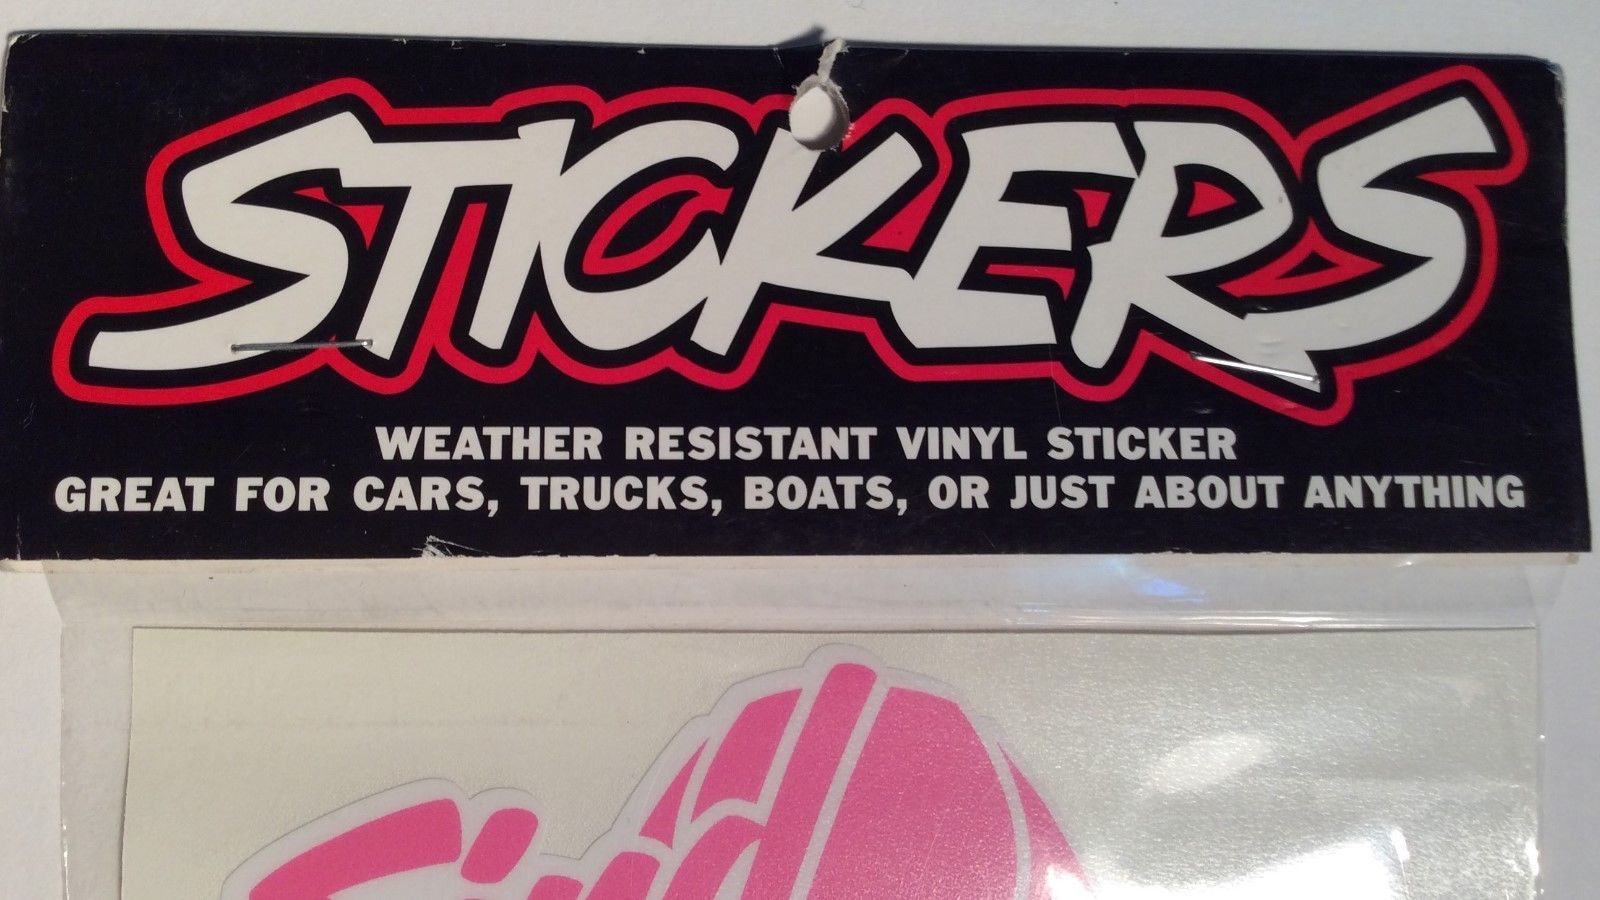 STICKERS
WEATHER RESISTANT VINYL STICKER
GREAT FOR CARS, TRUCKS, BOATS, OR JUST ABOUT ANYTHING